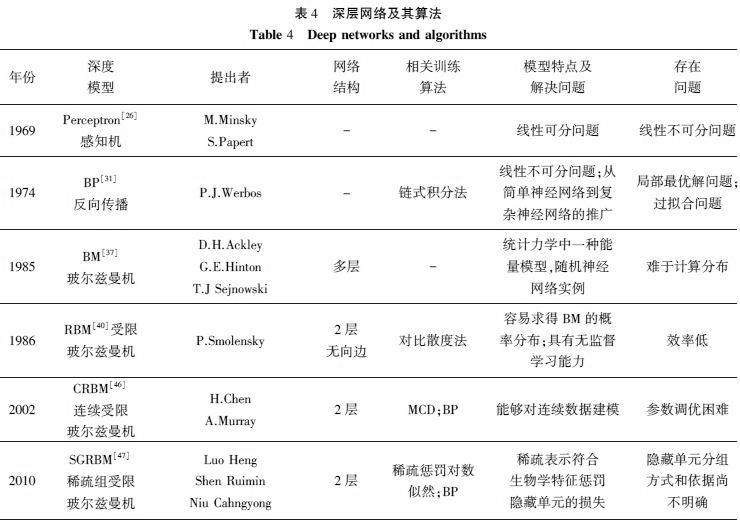 表 4 深层网络及其算法
Table 4 Deep networks and algorithms
年份
深度
模型
提出者
网络
结构
相关训练
算法
模型特点及
解决问题
存在
问题
1969
Perceptron[26]
感知机
M.Minsky
S.Papert
-
-
线性可分问题
线性不可分问题
1974
BP[31]
反向传播
P.J.Werbos
-
链式积分法
线性不可分问题;从
简单神经网络到复
杂神经网络的推广
局部最优解问题;
过拟合问题
1985
BM[37]
玻尔兹曼机
D.H.Ackley
G.E.Hinton
T.J Sejnowski
多层
-
统计力学中一种能
量模型,随机神经
网络实例
难于计算分布
1986
RBM[40]受限
玻尔兹曼机
P.Smolensky
2 层
无向边
对比散度法
容易求得 BM 的概
率分布;具有无监督
学习能力
效率低
2002
CRBM[46]
连续受限
玻尔兹曼机
H.Chen
A.Murray
2 层
MCD;BP
能够对连续数据建模
参数调优困难
2010
SGRBM[47]
稀疏组受限
玻尔兹曼机
Luo Heng
Shen Ruimin
Niu Cahngyong
2 层
稀疏惩罚对数
似然;BP
稀疏表示符合
生物学特征惩罚
隐藏单元的损失
隐藏单元分组
方式和依据尚
不明确